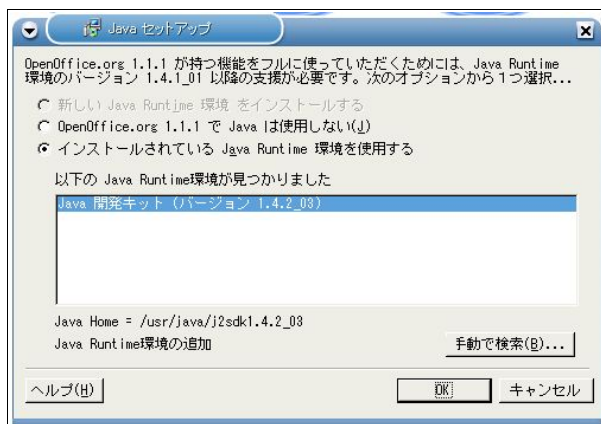 Java セットアップ
OpenOffice.org 1.1.1 が持つ機能をフルに使っていただくためには、Java Runtime
環境のバージョン 1.4.1_01 以降の支援が必要です。次のオプションから１つ選択...
新しい Java Runtime 環境 をインストールする
OpenOffice.org 1.1.1 で Java は使用しない(J)
インストールされている Java Runtime 環境を使用する
以下の Java Runtime環境が見つかりました
Java 開発キット (バージョン 1.4.2_03)
Java Home = /usr/java/j2sdk1.4.2_03
Java Runtime環境の追加
手動で検索(B)...
ヘルプ(H)
OK
キャンセル